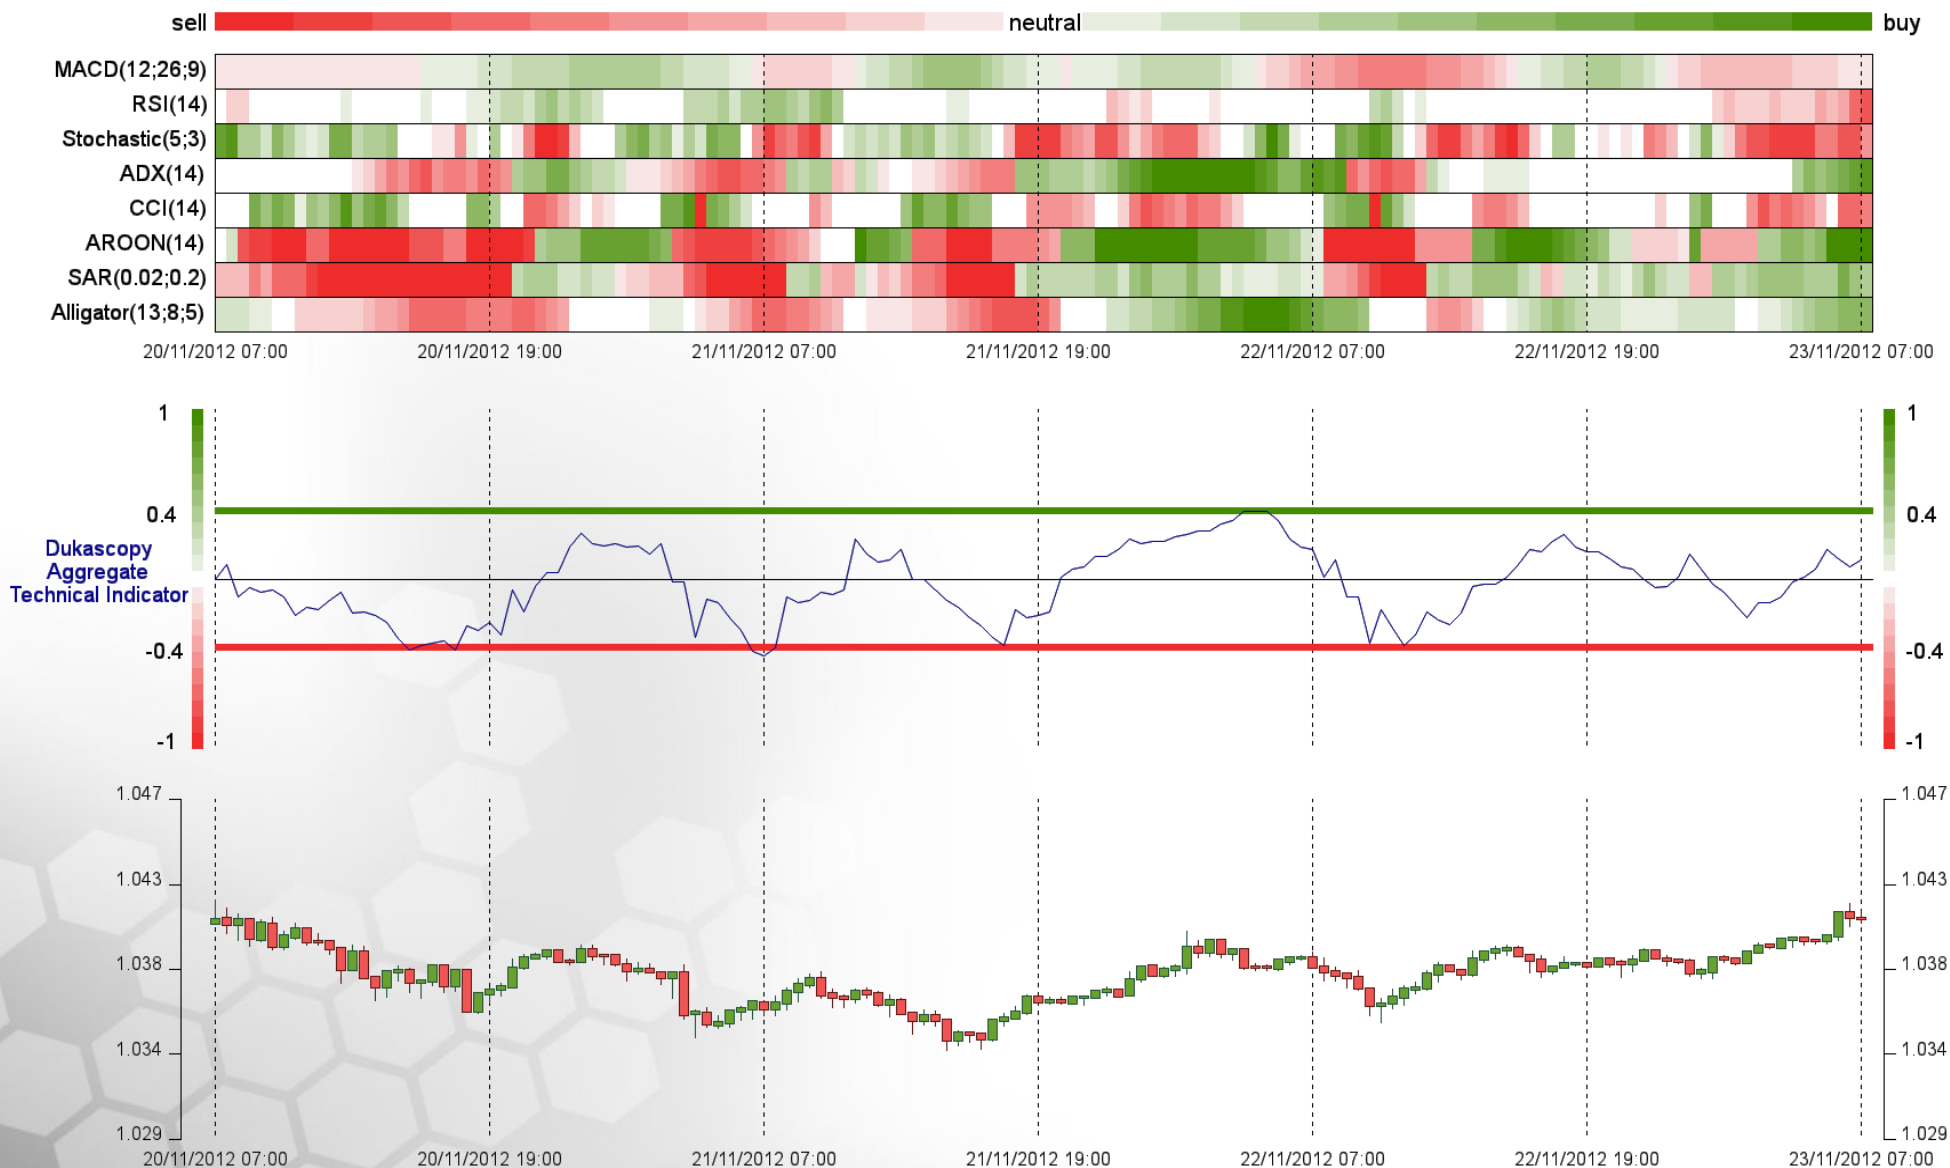 sell neutral buy
MACD(12;26;9)
RSI(14)
Stochastic(5;3)
ADX(14)
CCI(14)
AROON(14)
SAR(0.02;0.2)
Alligator(13;8;5)
20/11/2012 07:00 20/11/2012 19:00 21/11/2012 07:00 21/11/2012 19:00 22/11/2012 07:00 22/11/2012 19:00 23/11/2012 07:00
1 1
0.4 0.4
Dukascopy
Aggregate
Technical Indicator
-0.4 -0.4
-1 -1
1.047 1.047
1.043 1.043
1.038 1.038
1.034 1.034
1.029 1.029
20/11/2012 07:00 20/11/2012 19:00 21/11/2012 07:00 21/11/2012 19:00 22/11/2012 07:00 22/11/2012 19:00 23/11/2012 07:00